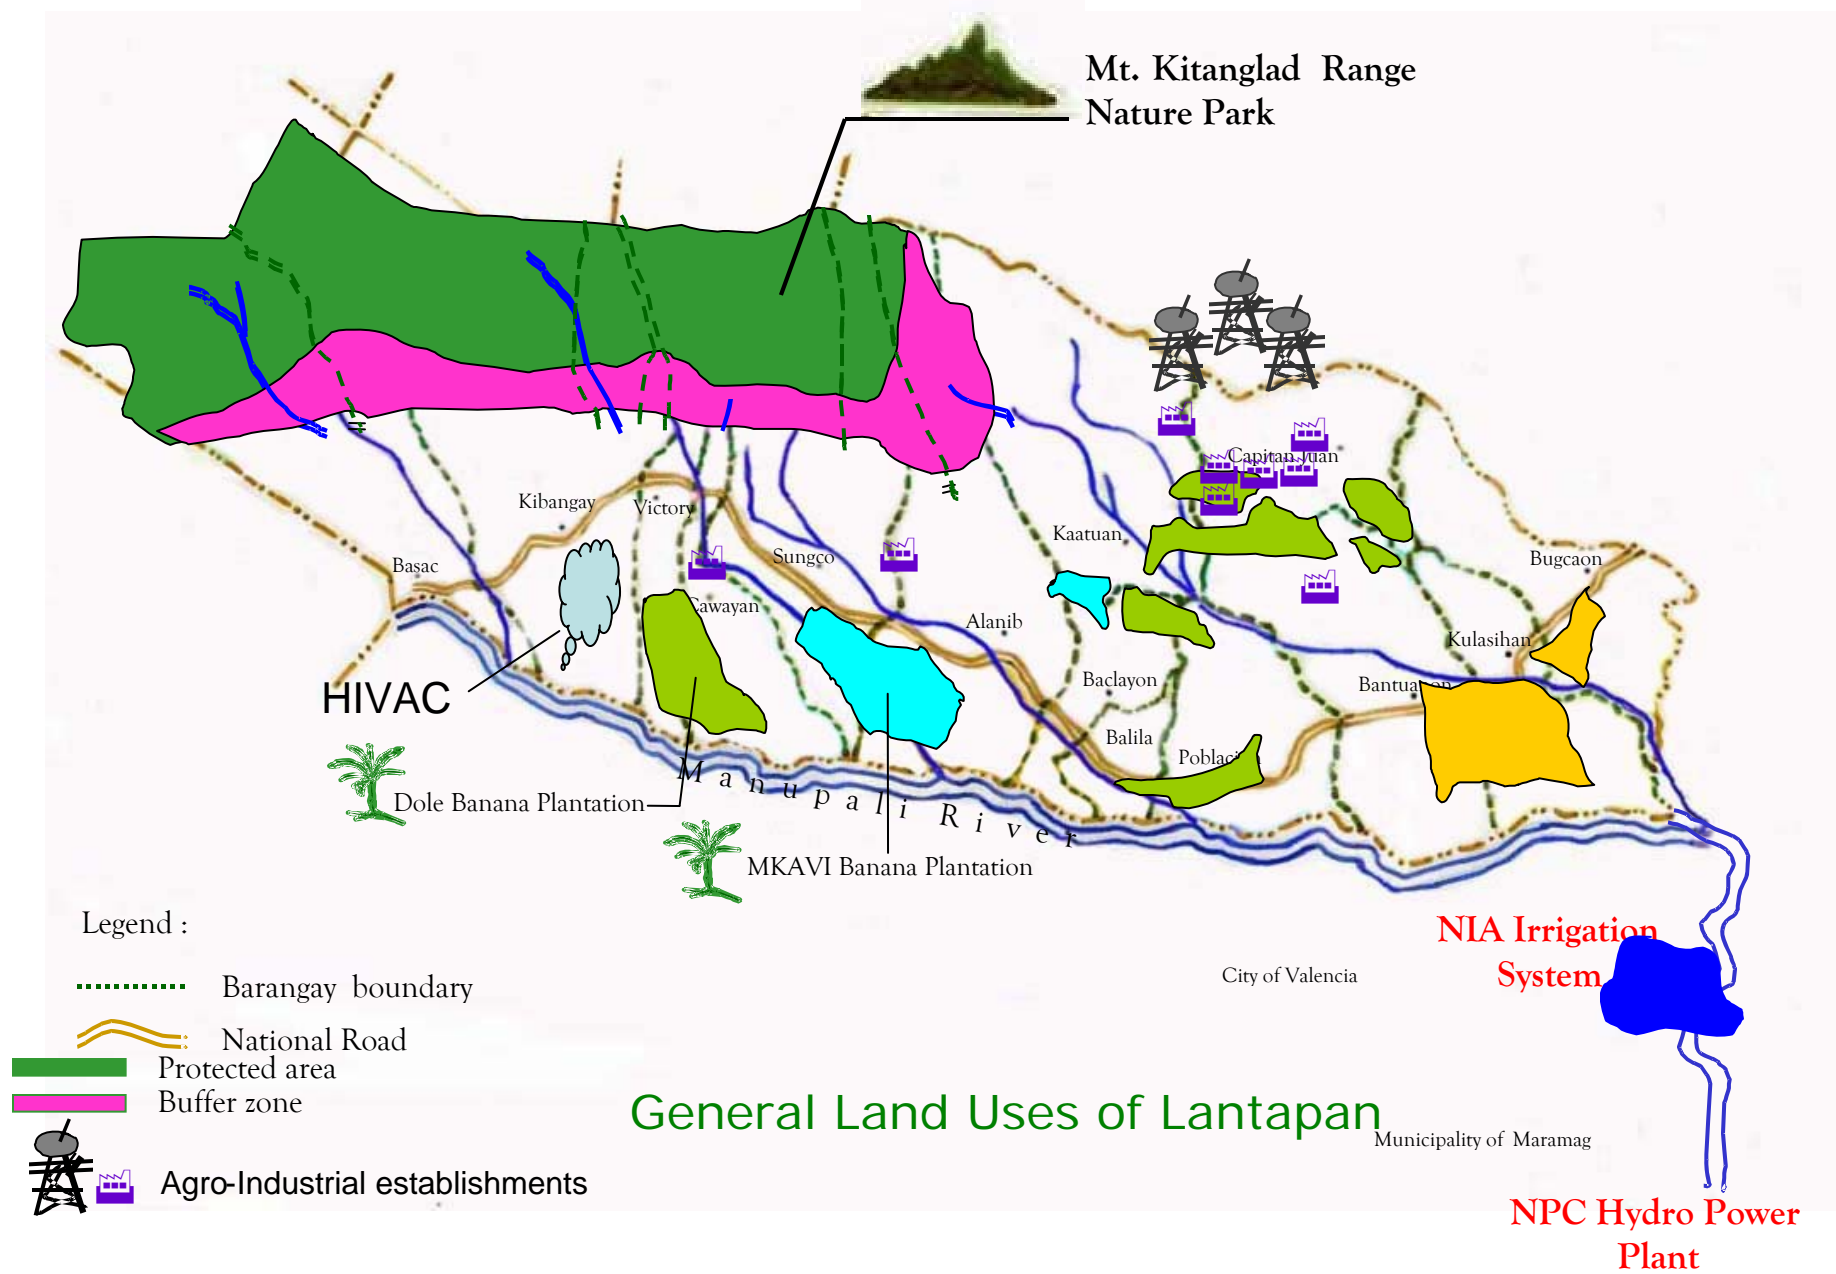 Mt. Kitanglad Range
Nature Park
Capitan Juan
Kibangay
Victory
Kaatuan
Sungco
Bugcaon
Basac
Cawayan
Alanib
Kulasihan
Baclayon
Bantuanon
HIVAC
Balila
Poblacion
Manupali River
Dole Banana Plantation
MKAVI Banana Plantation
Legend :
NIA Irrigation
System
City of Valencia
Barangay boundary
National Road
Protected area
Buffer zone
General Land Uses of Lantapan
Municipality of Maramag
Agro-Industrial establishments
NPC Hydro Power
Plant